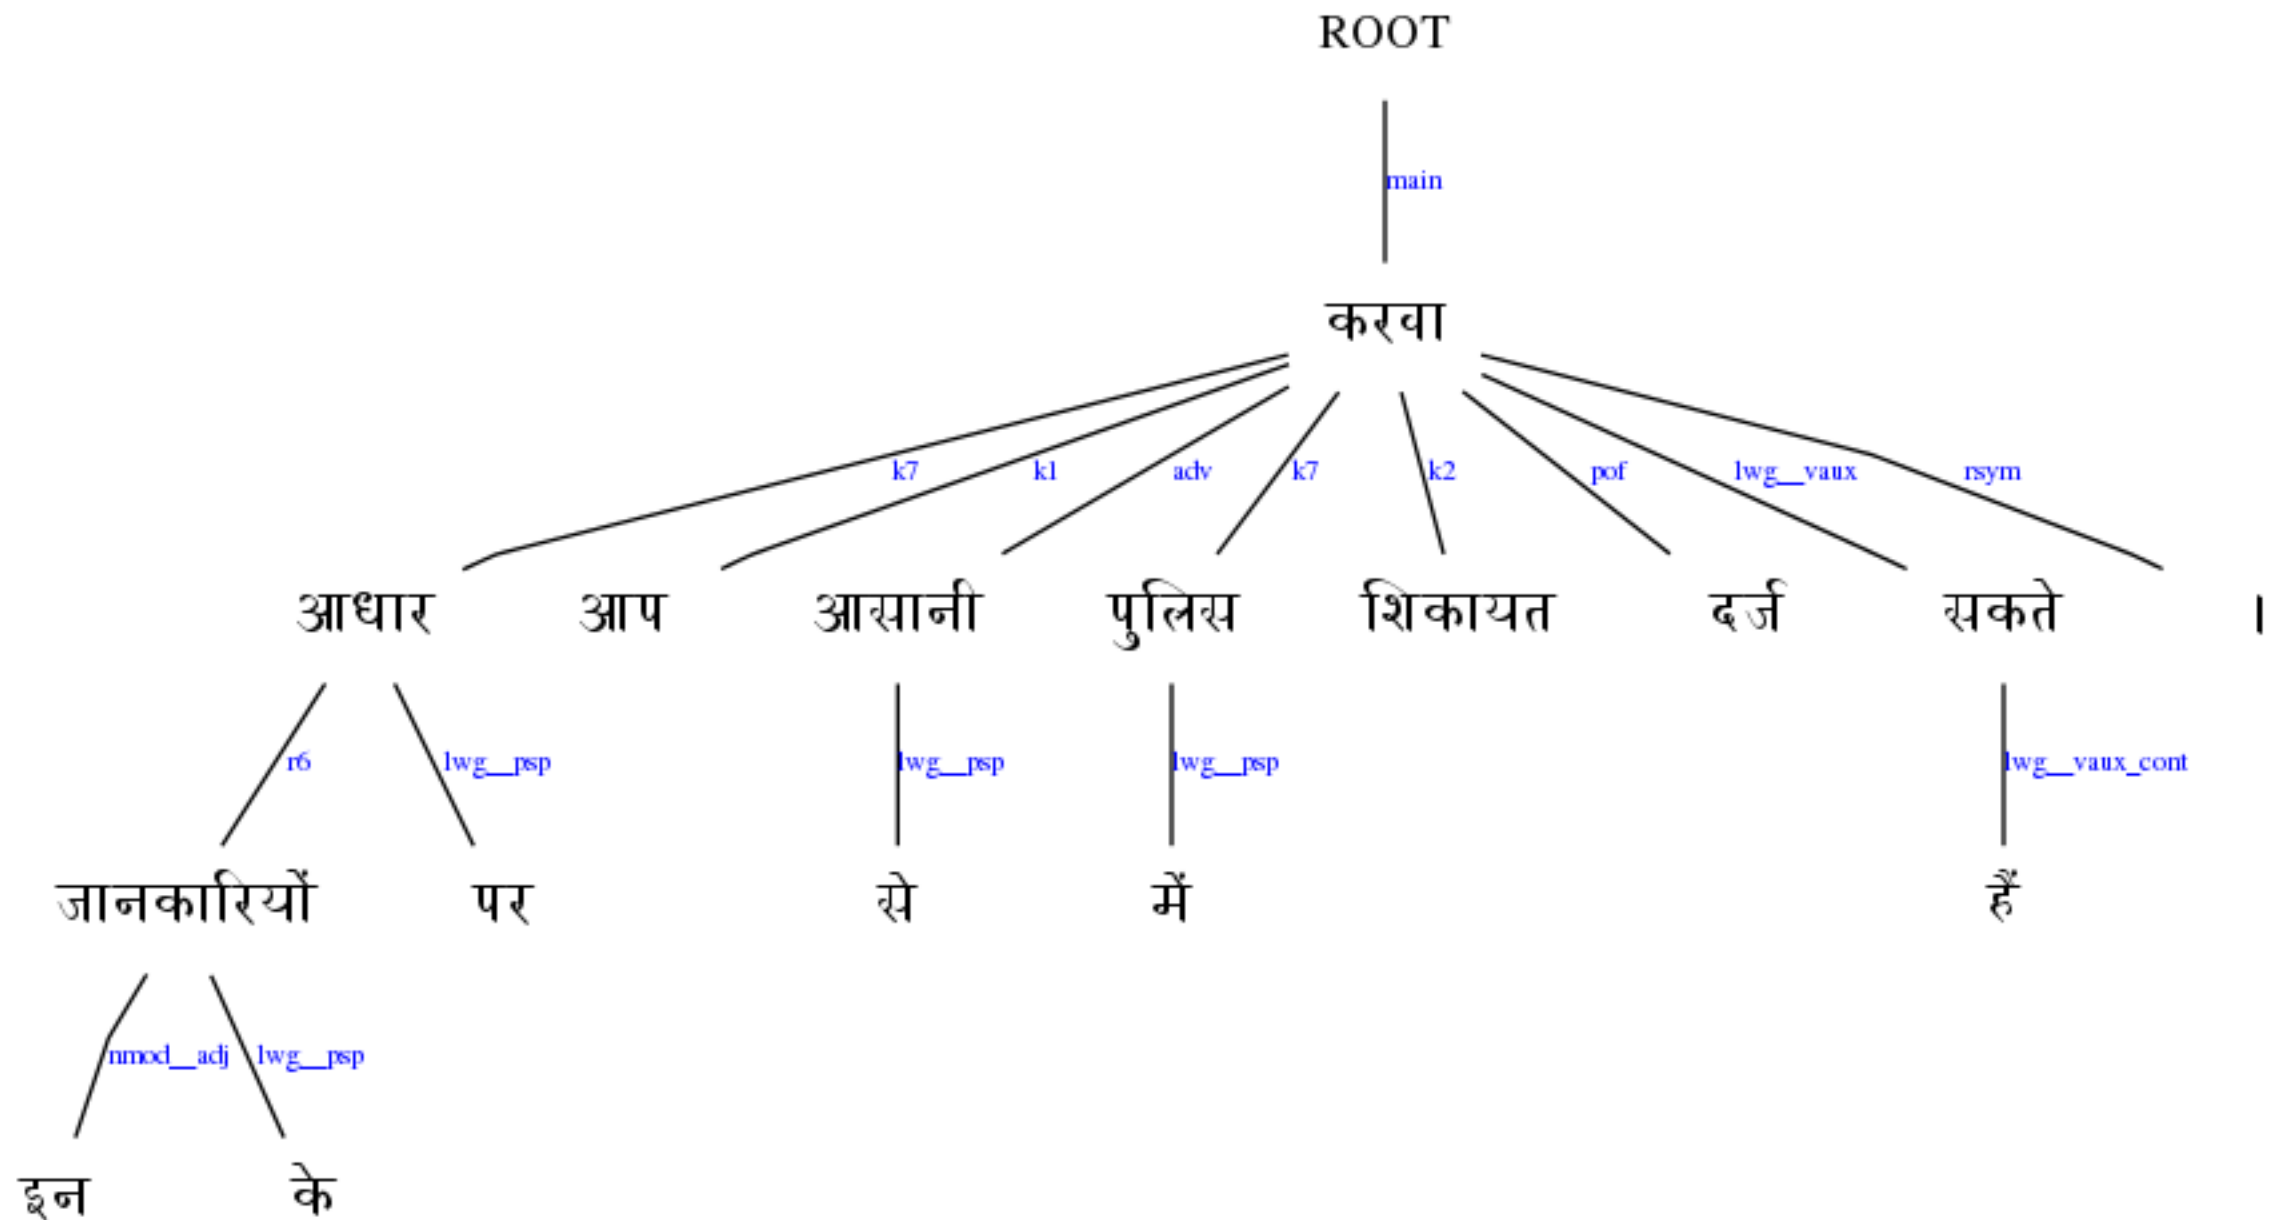 ROOT
main
करवा
k7 k1 adv k7 k2 pof lwg__vaux rsym
आधार आप आसानी पुलिस शिकायत दर्ज सकते ।
r6 lwg__psp lwg__psp lwg__psp lwg__vaux_cont
जानकारियों पर से में हैं
nmod__adj lwg__psp
इन के